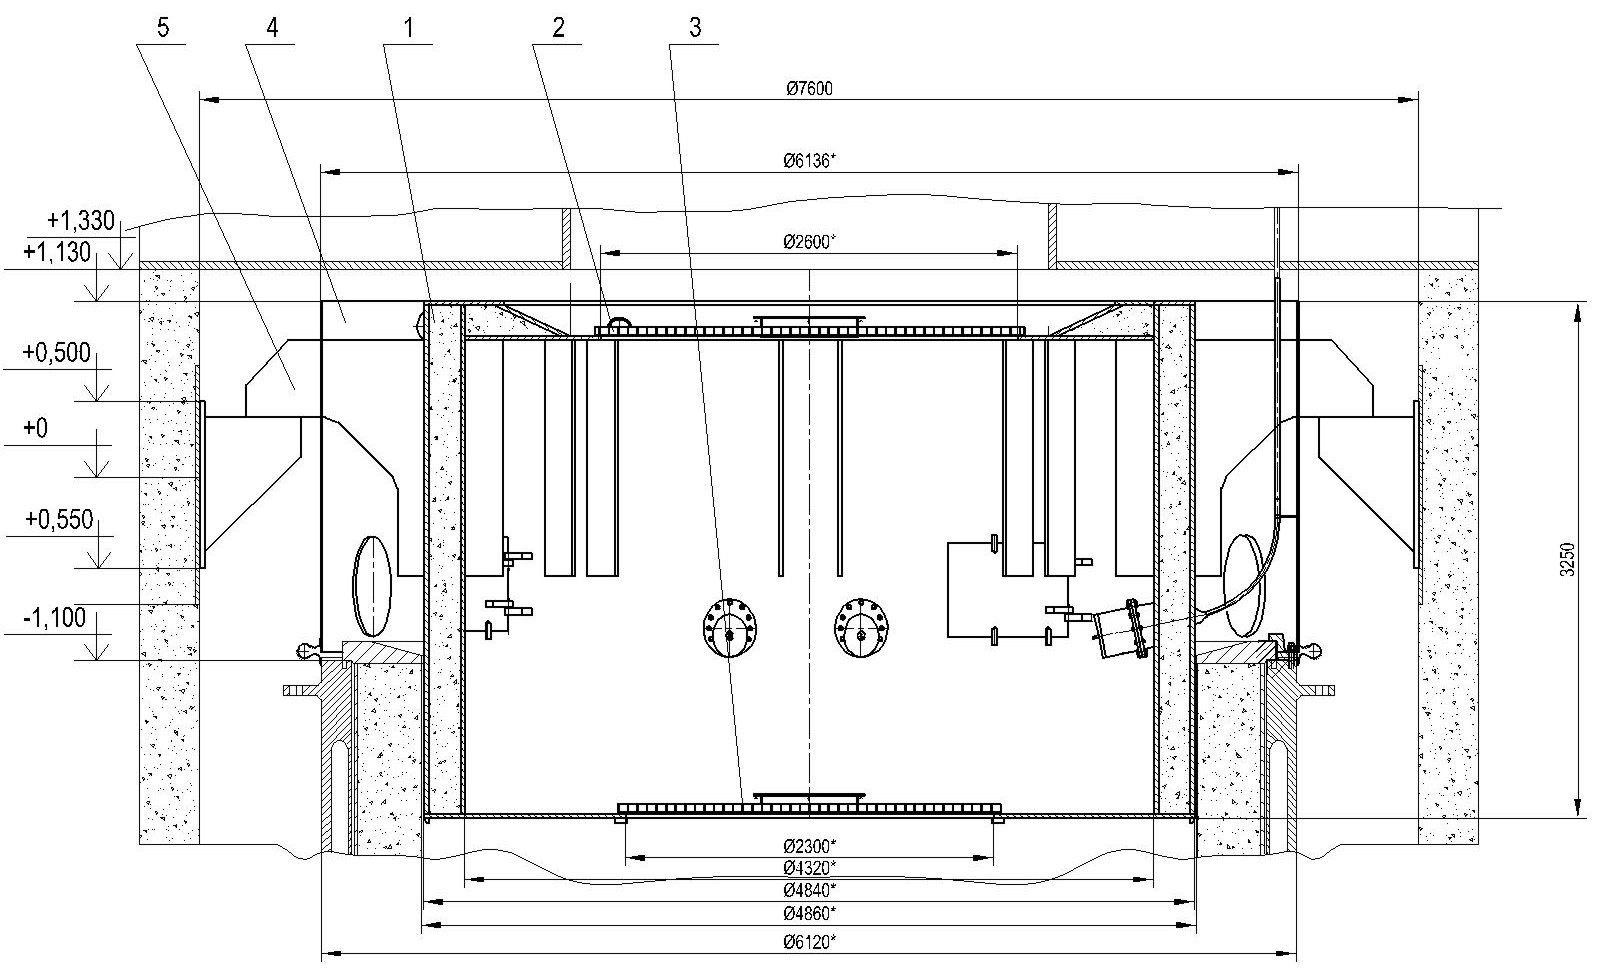 5 4 1 2 3
Ø7600
Ø6136*
+1,330
Ø2600*
+1,130
+0,500
+0
+0,550
3250
-1,100
Ø2300*
Ø4320*
Ø4840*
Ø4860*
Ø6120*